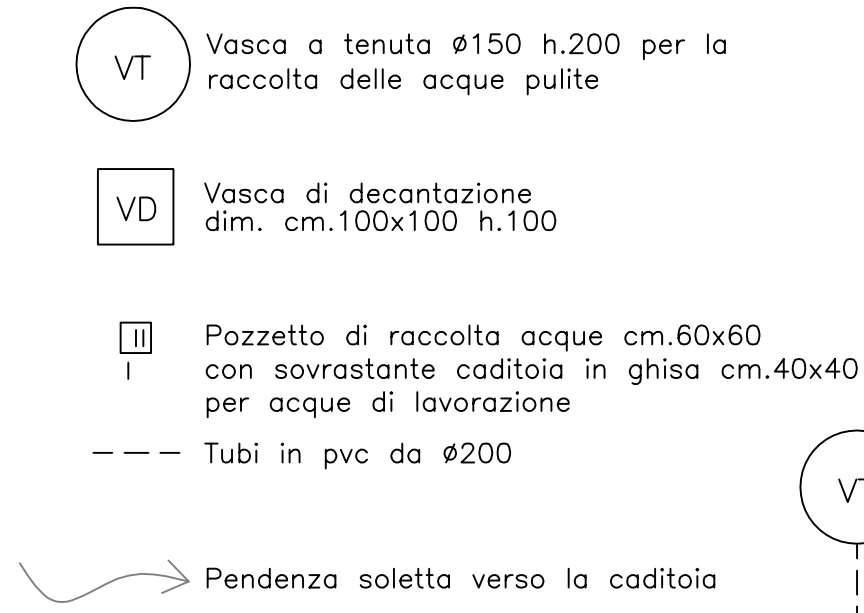 VT
Vasca a tenuta ø150 h.200 per la
raccolta delle acque pulite
VD
Vasca di decantazione
dim. cm.100x100 h.100
Pozzetto di raccolta acque cm.60x60
con sovrastante caditoia in ghisa cm.40x40
per acque di lavorazione
Tubi in pvc da ø200
VT
Pendenza soletta verso la caditoia